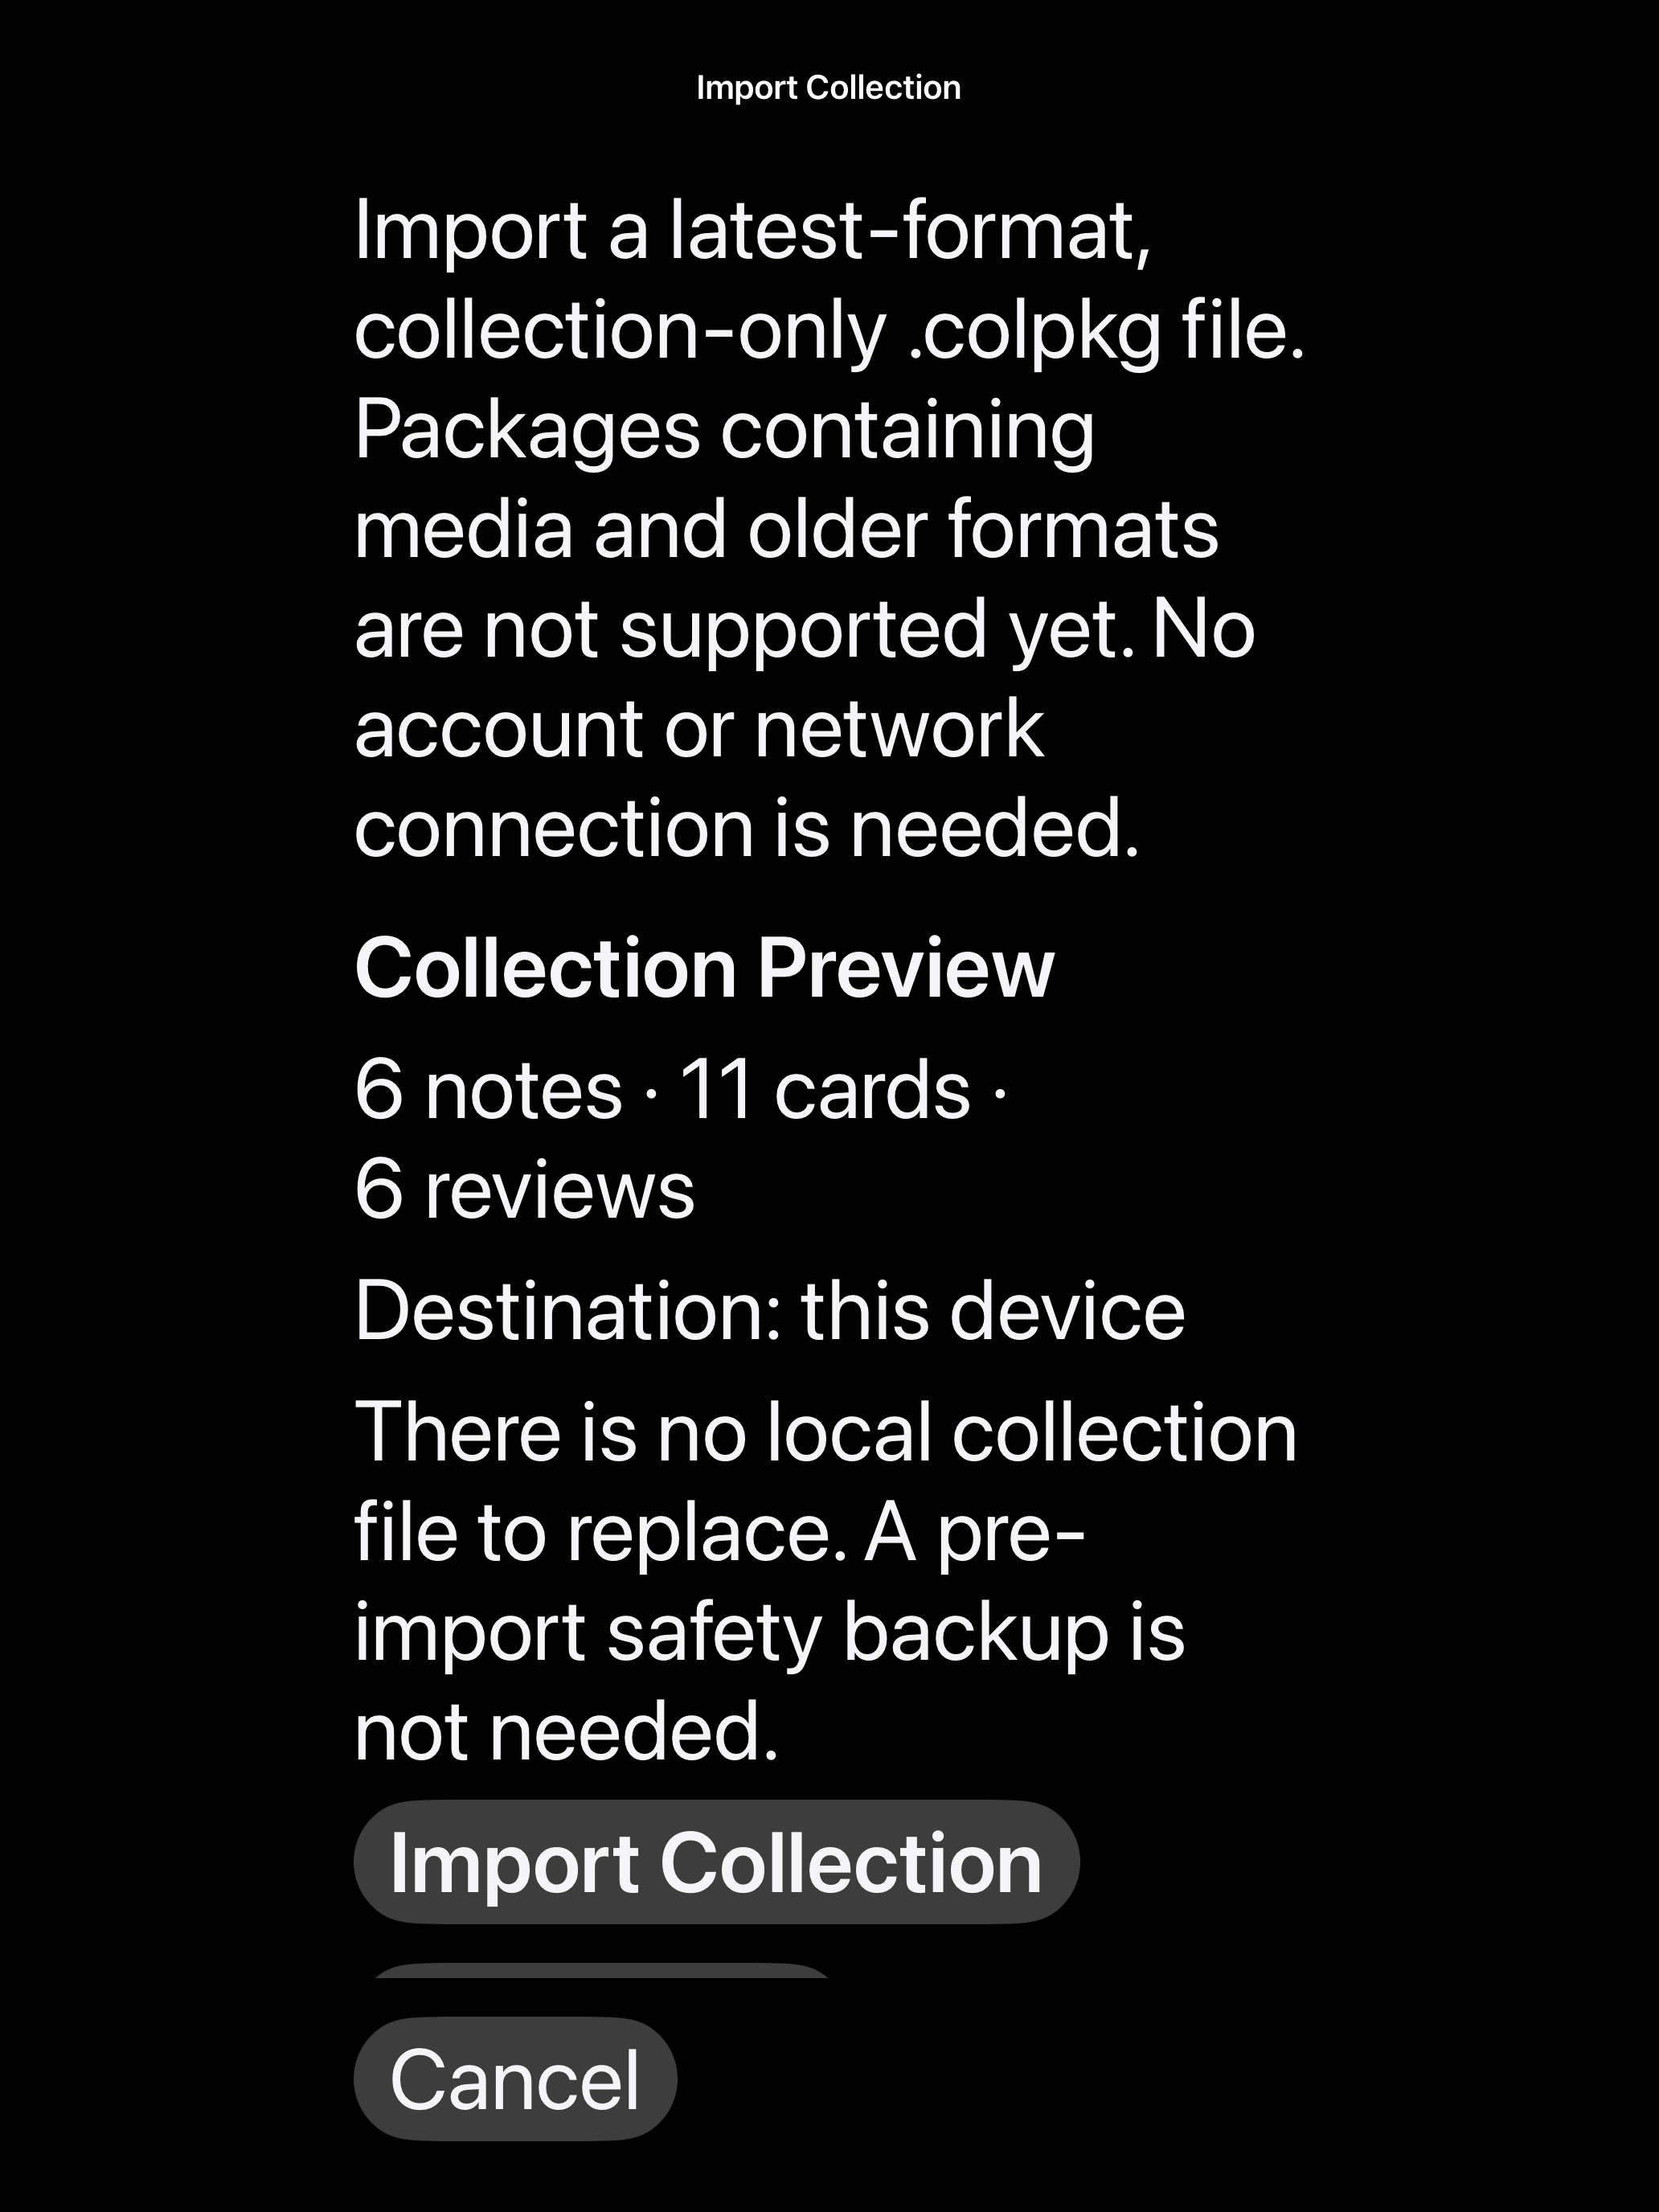 Import Collection
Import a latest-format,
collection-only .colpkg file.
Packages containing
media and older formats
are not supported yet. No
account or network
connection is needed.
Collection Preview
6 notes · 11 cards ·
6 reviews
Destination: this device
There is no local collection
file to replace. A pre-
import safety backup is
not needed.
Import Collection
Cancel